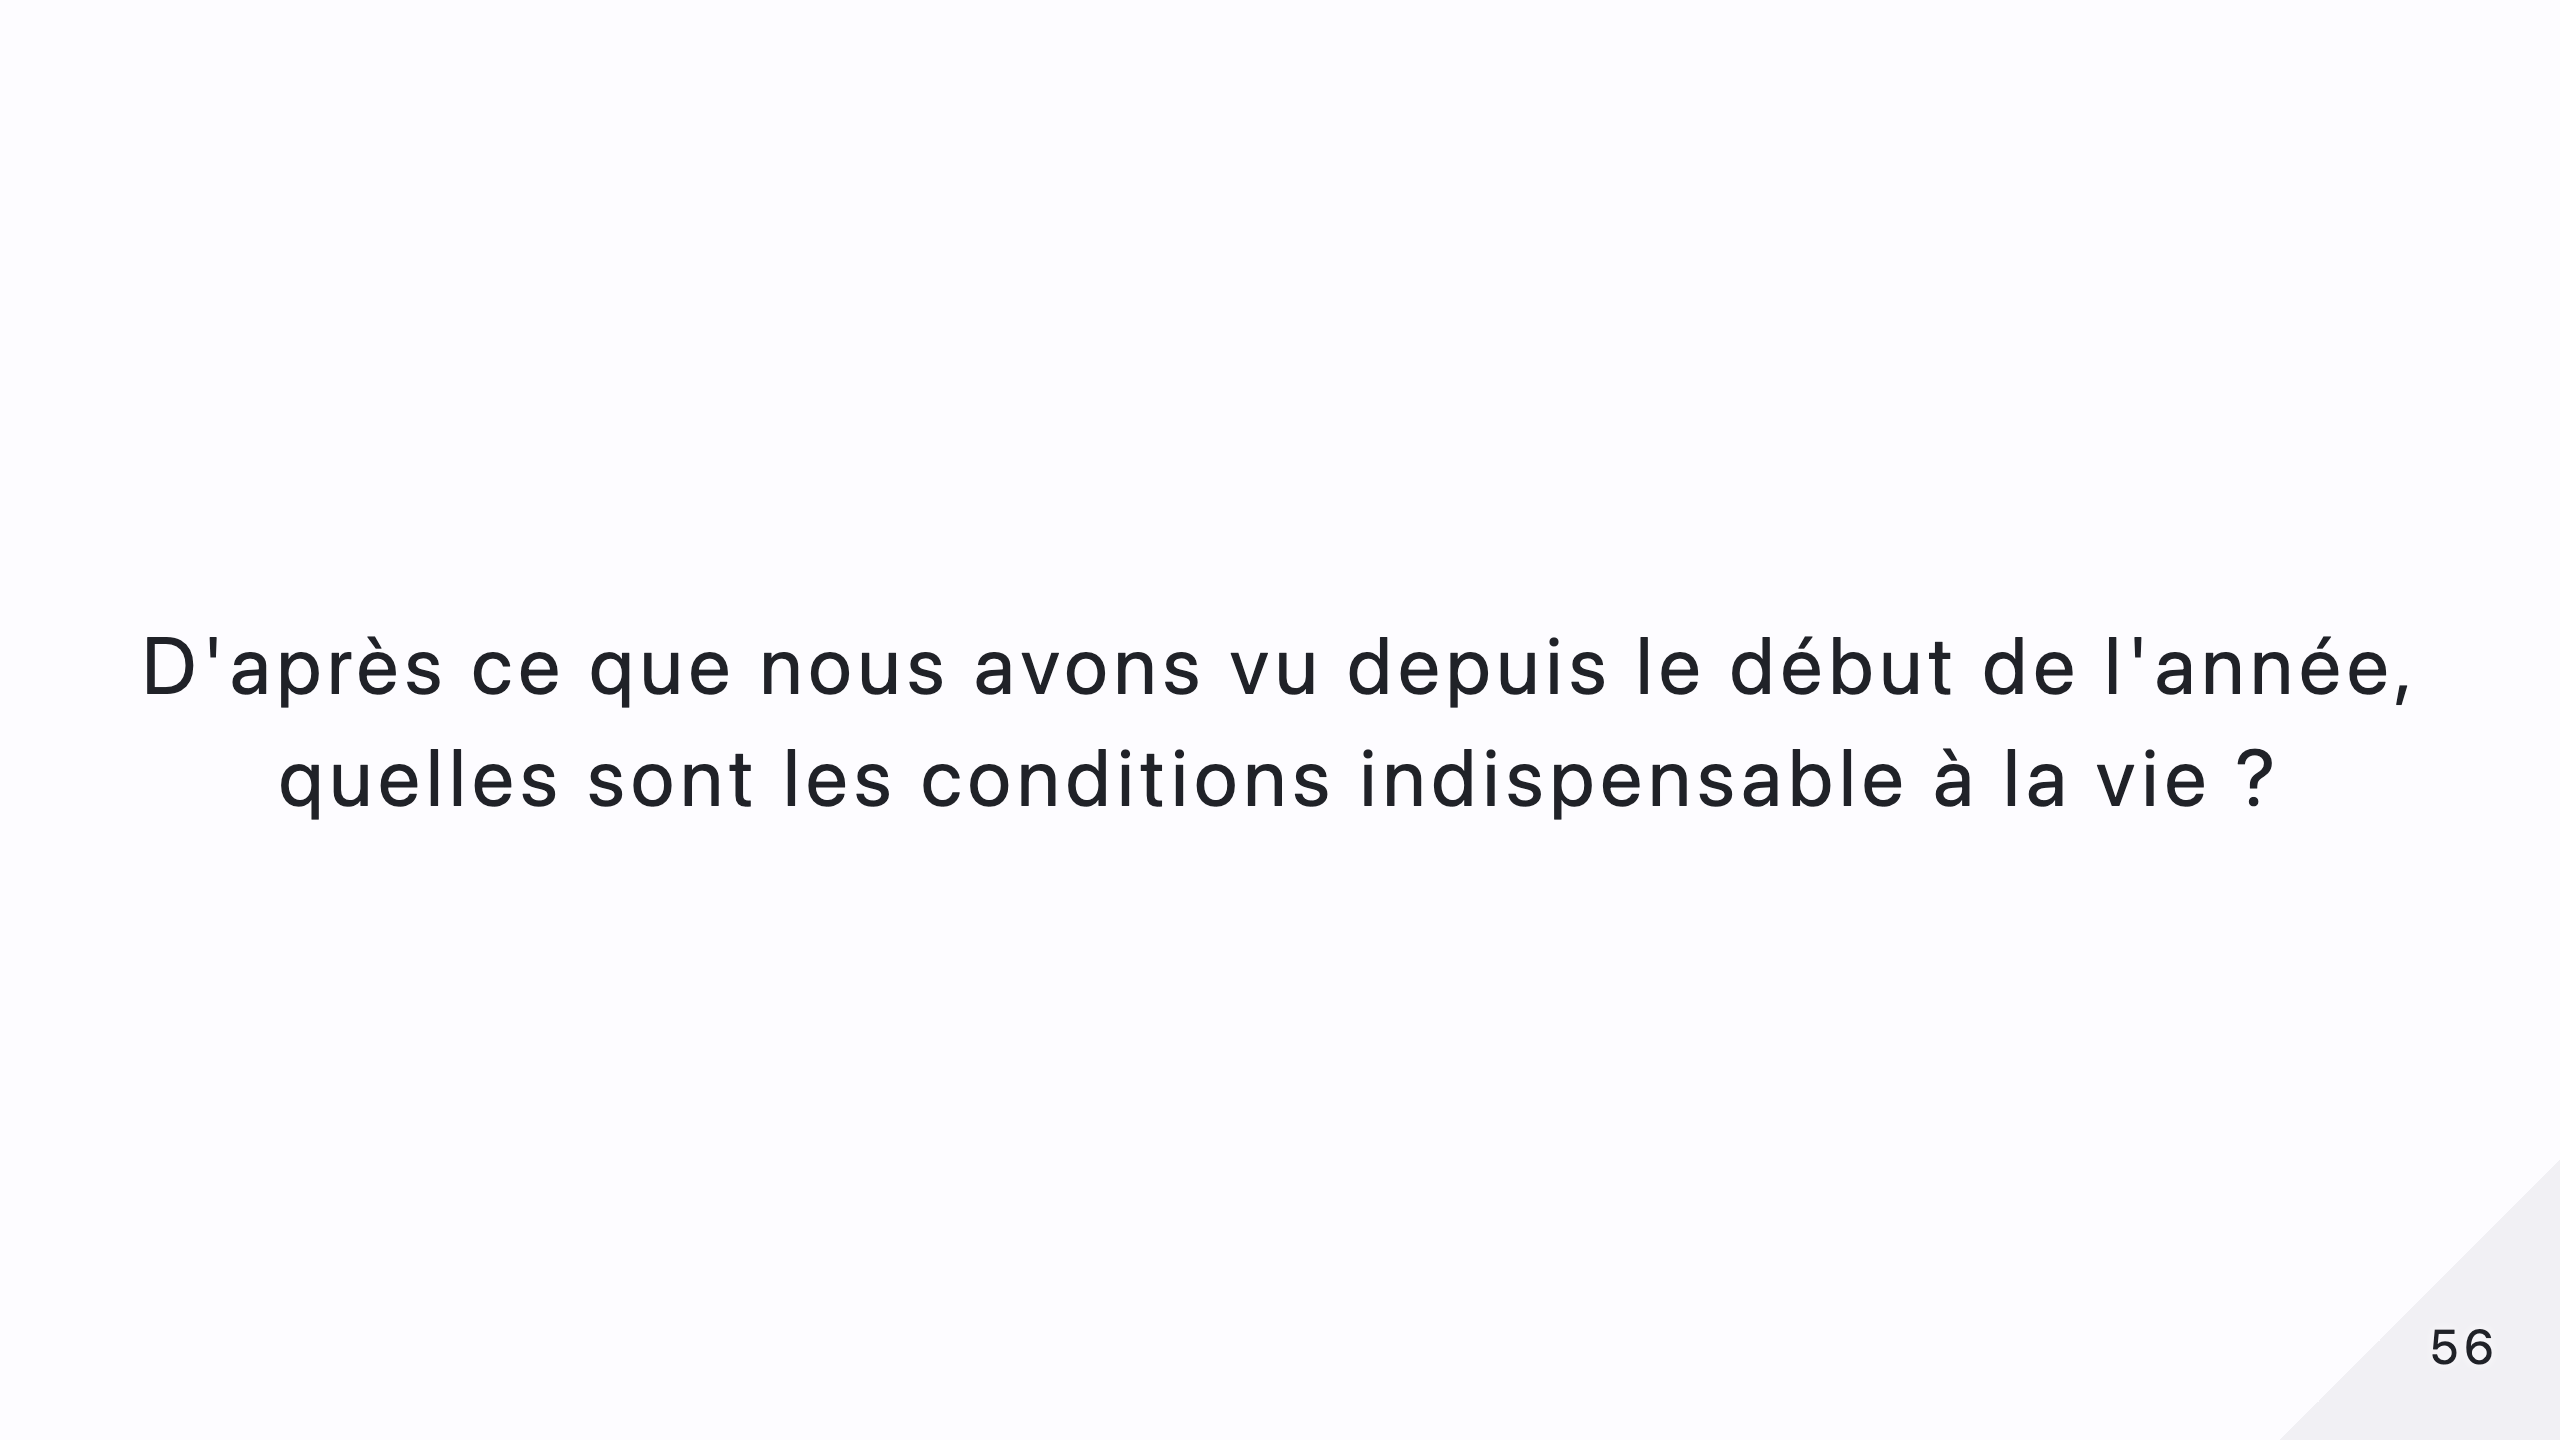 D'après ce que nous avons vu depuis le début de l'année,
quelles sont les conditions indispensable à la vie ?
56